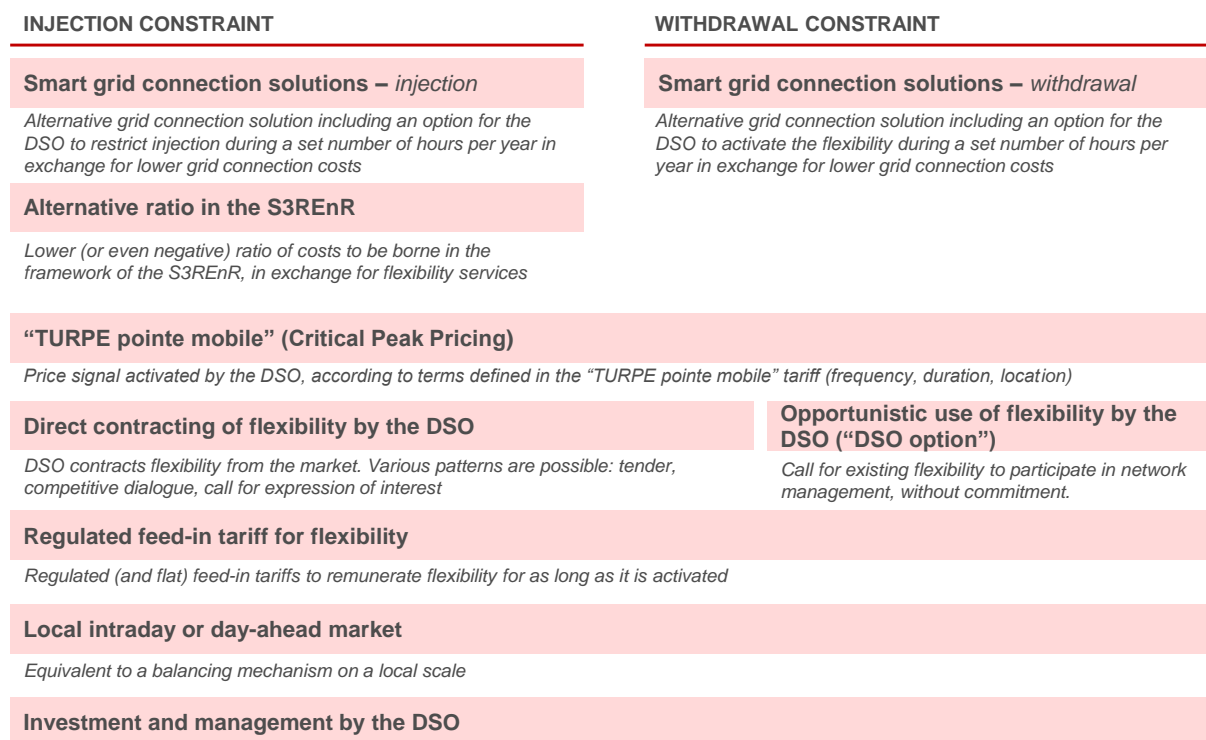 INJECTION CONSTRAINT
WITHDRAWAL CONSTRAINT
Smart grid connection solutions – injection
Alternative grid connection solution including an option for the
DSO to restrict injection during a set number of hours per year in
exchange for lower grid connection costs
Smart grid connection solutions – withdrawal
Alternative grid connection solution including an option for the
DSO to activate the flexibility during a set number of hours per
year in exchange for lower grid connection costs
Alternative ratio in the S3REnR
Lower (or even negative) ratio of costs to be borne in the
framework of the S3REnR, in exchange for flexibility services
“TURPE pointe mobile” (Critical Peak Pricing)
Price signal activated by the DSO, according to terms defined in the “TURPE pointe mobile” tariff (frequency, duration, location)
Direct contracting of flexibility by the DSO
DSO contracts flexibility from the market. Various patterns are possible: tender,
competitive dialogue, call for expression of interest
Opportunistic use of flexibility by the
DSO (“DSO option”)
Call for existing flexibility to participate in network
management, without commitment.
Regulated feed-in tariff for flexibility
Regulated (and flat) feed-in tariffs to remunerate flexibility for as long as it is activated
Local intraday or day-ahead market
Equivalent to a balancing mechanism on a local scale
Investment and management by the DSO